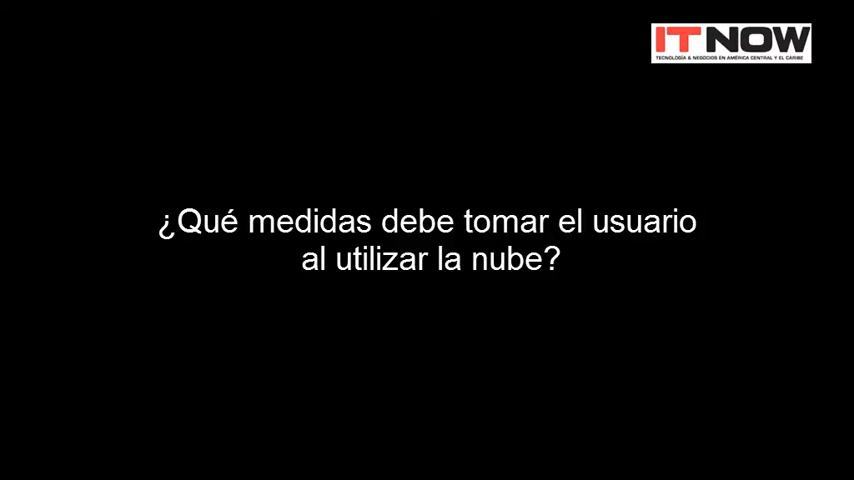 ITNOW
TECNOLOGÍA & NEGOCIOS EN AMÉRICA CENTRAL Y EL CARIBE
¿Qué medidas debe tomar el usuario
al utilizar la nube?